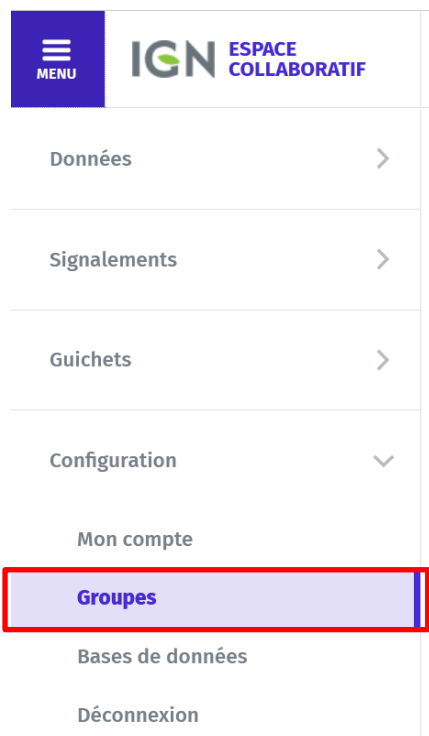 MENU
IGN
ESPACE
COLLABORATIF
Données
Signalements
Guichets
Configuration
Mon compte
Groupes
Bases de données
Déconnexion